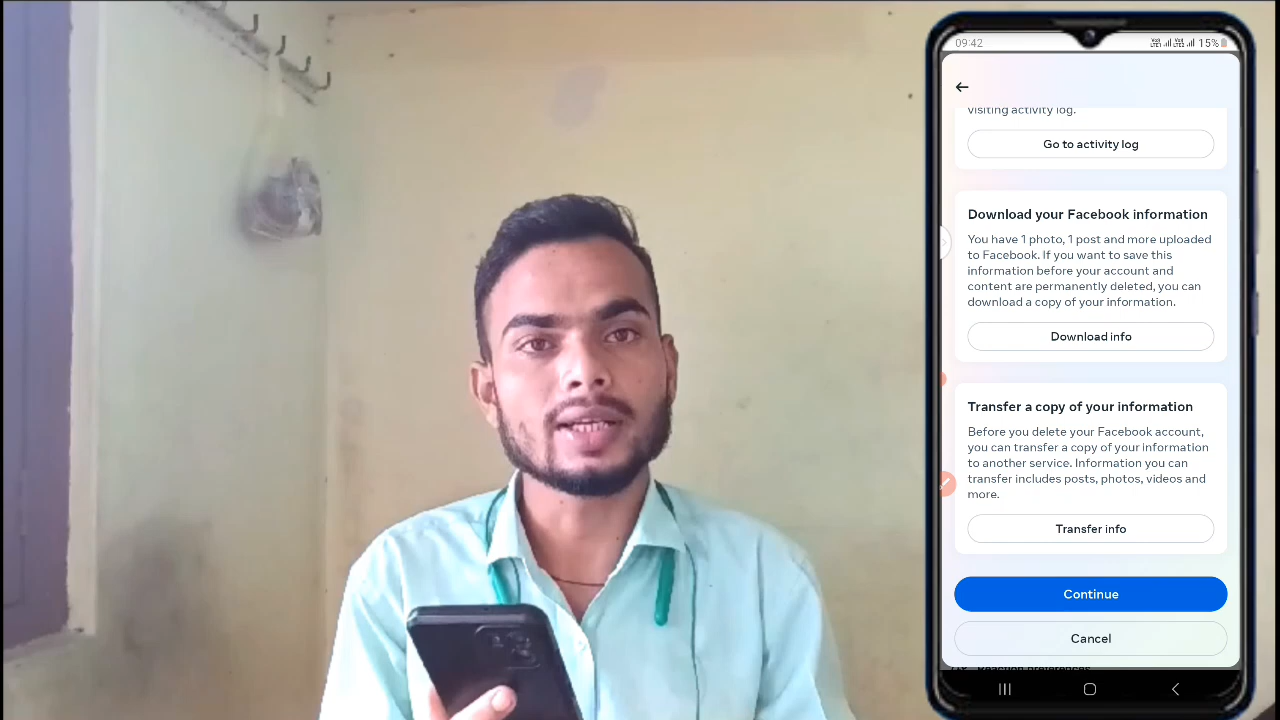 09:42
15%
visiting activity log.
Go to activity log
Download your Facebook information
You have 1 photo, 1 post and more uploaded
to Facebook. If you want to save this
information before your account and
content are permanently deleted, you can
download a copy of your information.
Download info
Transfer a copy of your information
Before you delete your Facebook account,
you can transfer a copy of your information
to another service. Information you can
transfer includes posts, photos, videos and
more.
Transfer info
Continue
Cancel
Reaction preferences